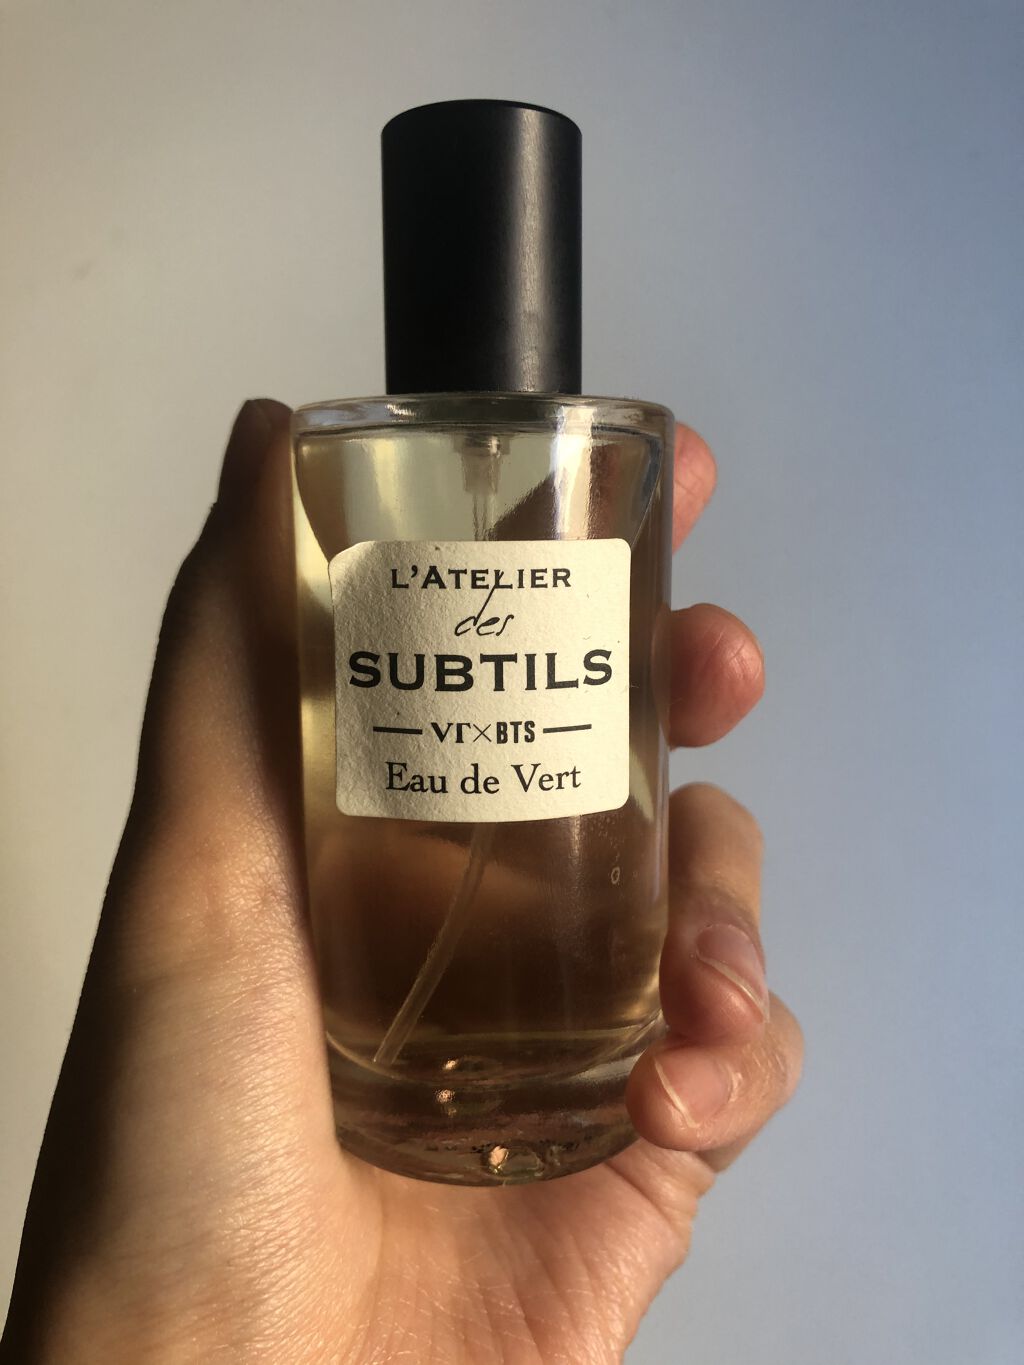 L'ATELIER
des
SUBTILS
VT×BTS
Eau de Vert